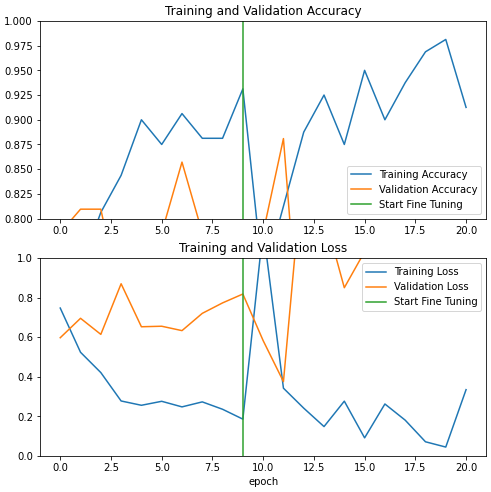 Training and Validation Accuracy
1.000
0.975
0.950
0.925
0.900
0.875
0.850
0.825
0.800
Training Accuracy
Validation Accuracy
Start Fine Tuning
0.0 2.5 5.0 7.5 10.0 12.5 15.0 17.5 20.0
Training and Validation Loss
1.0
0.8
0.6
0.4
0.2
0.0
Training Loss
Validation Loss
Start Fine Tuning
0.0 2.5 5.0 7.5 10.0 12.5 15.0 17.5 20.0
epoch